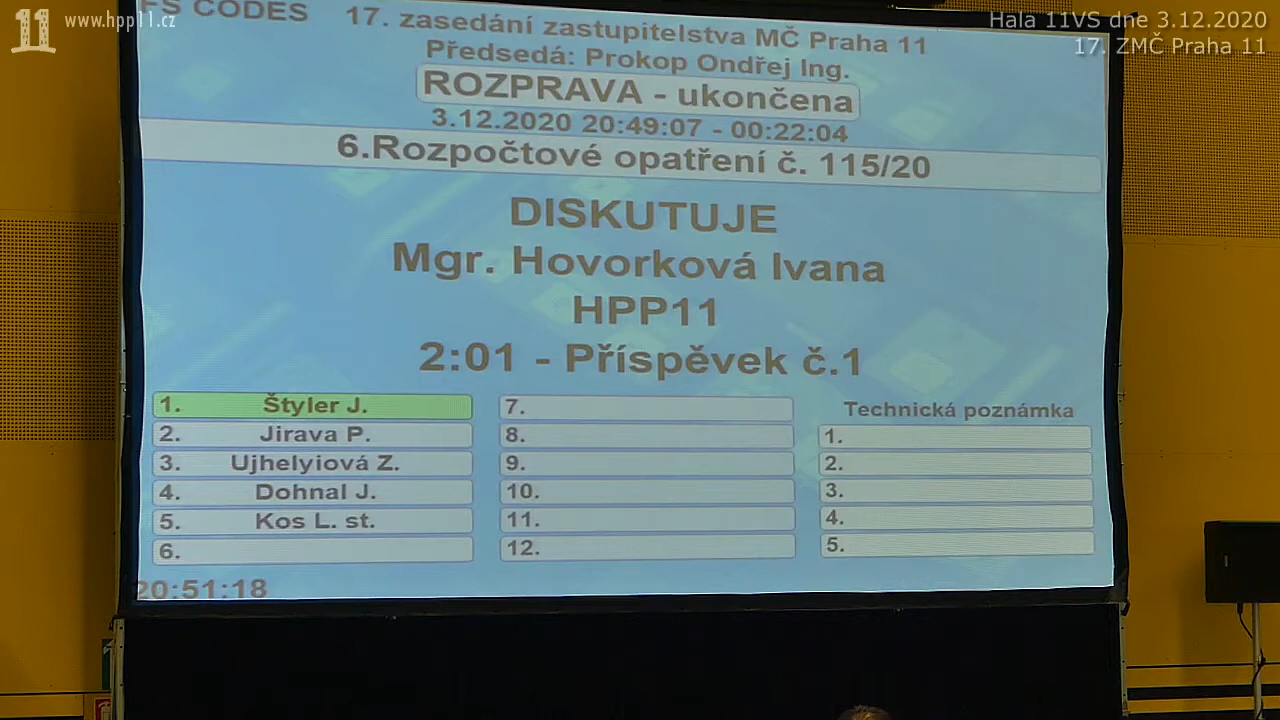 11 www.hpp11.cz
Hala 11VS dne 3.12.2020
17. ZMČ Praha 11
FS CODES
17. zasedání zastupitelstva MČ Praha 11
Předsedá: Prokop Ondřej Ing.
ROZPRAVA - ukončena
3.12.2020 20:49:07 - 00:22:04
6.Rozpočtové opatření č. 115/20
DISKUTUJE
Mgr. Hovorková Ivana
HPP11
2:01 - Příspěvek č.1
1. Štyler J.
2. Jirava P.
3. Ujhelyiová Z.
4. Dohnal J.
5. Kos L. st.
6.
7.
8.
9.
10.
11.
12.
Technická poznámka
1.
2.
3.
4.
5.
20:51:18